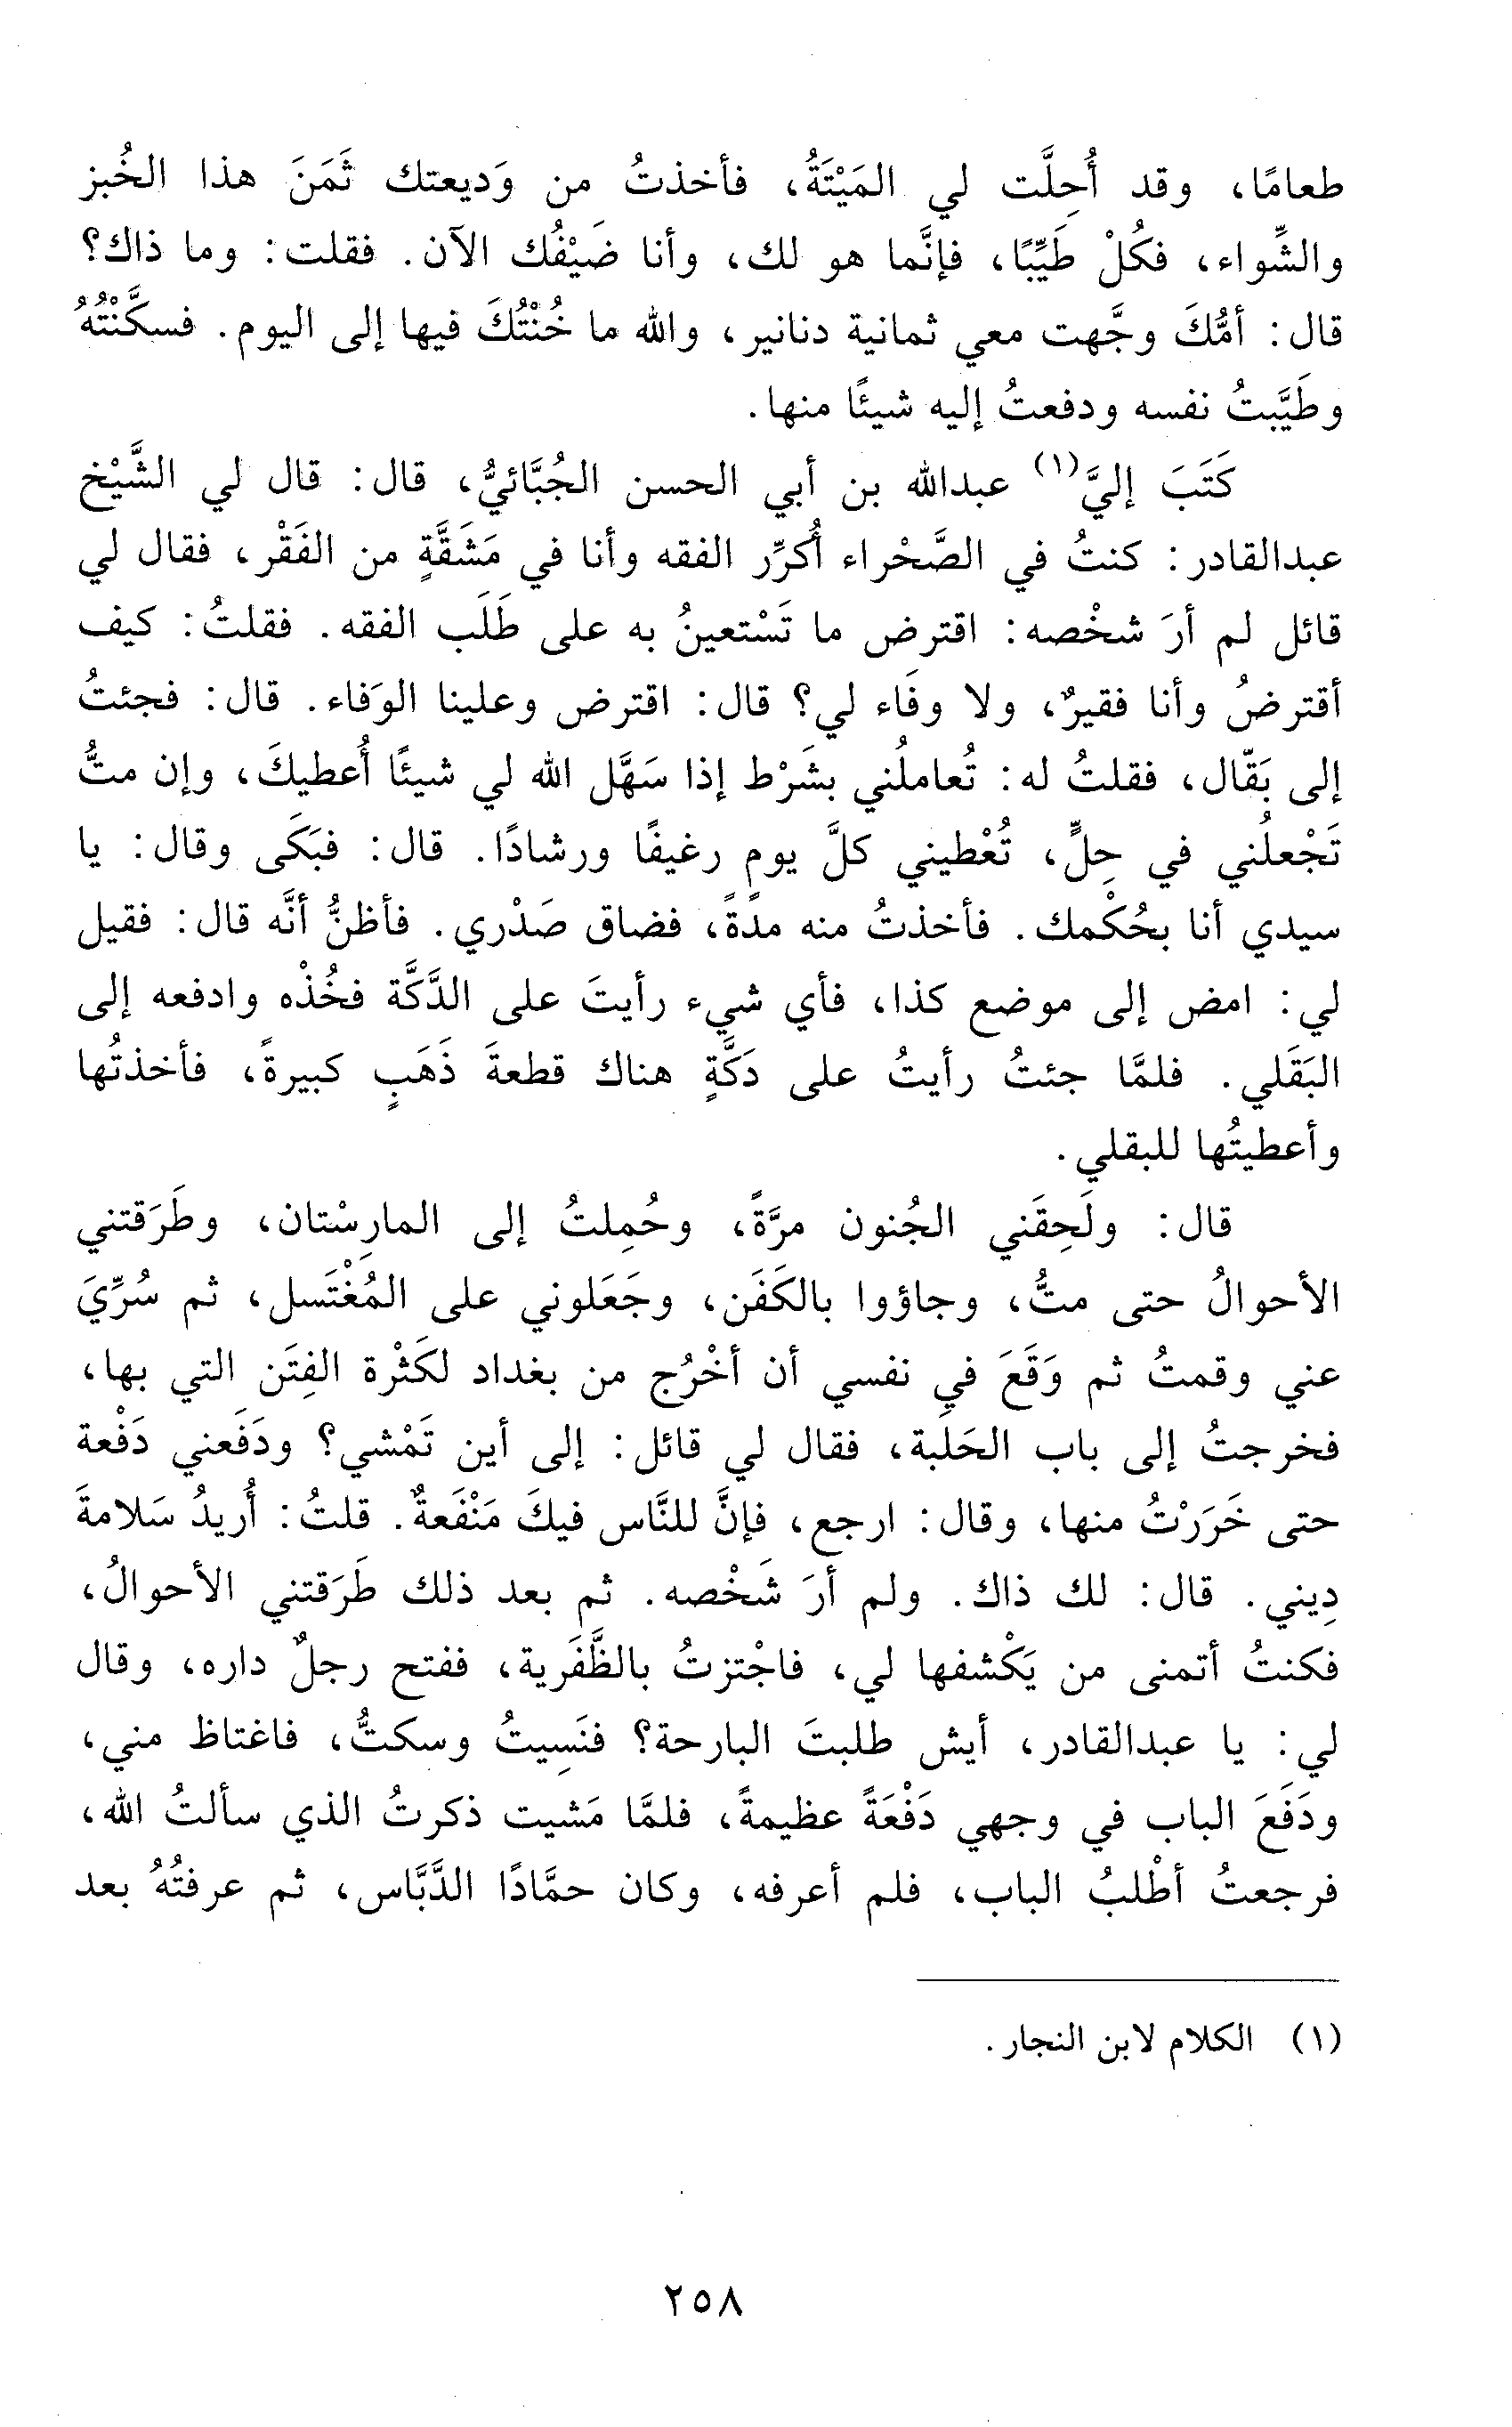 طعامًا، وقد أُحِلَّت لي المَيْتَةُ، فأخذتُ من وَديعتك ثَمَنَ هذا الخُبز
والشِّواء، فكُلْ طَيِّبًا، فإنَّما هو لك، وأنا ضَيْفُك الآن. فقلت: وما ذاك؟
قال: أمُّكَ وجَّهت معي ثمانية دنانير، والله ما خُنْتُكَ فيها إلى اليوم. فسكَّنْتُهُ
وطَيَّبتُ نفسه ودفعتُ إليه شيئًا منها.
كَتَبَ إليَّ(١) عبدالله بن أبي الحسن الجُبَّائيُّ، قال: قال لي الشَّيْخ
عبدالقادر: كنتُ في الصَّحْراء أُكرِّر الفقه وأنا في مَشَقَّةٍ من الفَقْر، فقال لي
قائل لم أرَ شخْصه: اقترض ما تَسْتعينُ به على طَلَب الفقه. فقلتُ: كيف
أقترضُ وأنا فقيرٌ، ولا وفَاء لي؟ قال: اقترض وعلينا الوَفاء. قال: فجئتُ
إلى بَقّال، فقلتُ له: تُعاملُني بشَرْط إذا سَهَّل الله لي شيئًا أُعطيكَ، وإن متُّ
تَجْعلُني في حِلٍّ، تُعْطيني كلَّ يومٍ رغيفًا ورشادًا. قال: فبَكَى وقال: يا
سيدي أنا بحُكْمك. فأخذتُ منه مدَّةً، فضاق صَدْري. فأظنُّ أنَّه قال: فقيل
لي: امض إلى موضع كذا، فأي شيء رأيتَ على الدَّكَّة فخُذْه وادفعه إلى
البَقَلي. فلمَّا جئتُ رأيتُ على دَكَّةٍ هناك قطعةَ ذَهَبٍ كبيرةً، فأخذتُها
وأعطيتُها للبقلي.
قال: ولَحِقَني الجُنون مرَّةً، وحُمِلتُ إلى المارِسْتان، وطَرَقتني
الأحوالُ حتى متُّ، وجاؤوا بالكَفَن، وجَعَلوني على المُغْتَسل، ثم سُرِّيَ
عني وقمتُ ثم وَقَعَ في نفسي أن أخْرُج من بغداد لكَثْرة الفِتَن التي بها،
فخرجتُ إلى باب الحَلْبة، فقال لي قائل: إلى أين تَمْشي؟ ودَفَعني دَفْعة
حتى خَرَرْتُ منها، وقال: ارجع، فإنَّ للنَّاس فيكَ مَنْفَعةٌ. قلتُ: أُريدُ سَلامةَ
دِيني. قال: لك ذاك. ولم أرَ شَخْصه. ثم بعد ذلك طَرَقتني الأحوالُ،
فكنتُ أتمنى من يَكْشفها لي، فاجْتزتُ بالظَّفَرية، ففتح رجلٌ داره، وقال
لي: يا عبدالقادر، أيش طلبتَ البارحة؟ فنَسِيتُ وسكتُّ، فاغتاظ مني،
ودَفَعَ الباب في وجهي دَفْعَةً عظيمةً، فلمَّا مَشيت ذكرتُ الذي سألتُ الله،
فرجعتُ أطْلبُ الباب، فلم أعرفه، وكان حمَّادًا الدَّبَّاس، ثم عرفتُهُ بعد
(١) الكلام لابن النجار.
٢٥٨